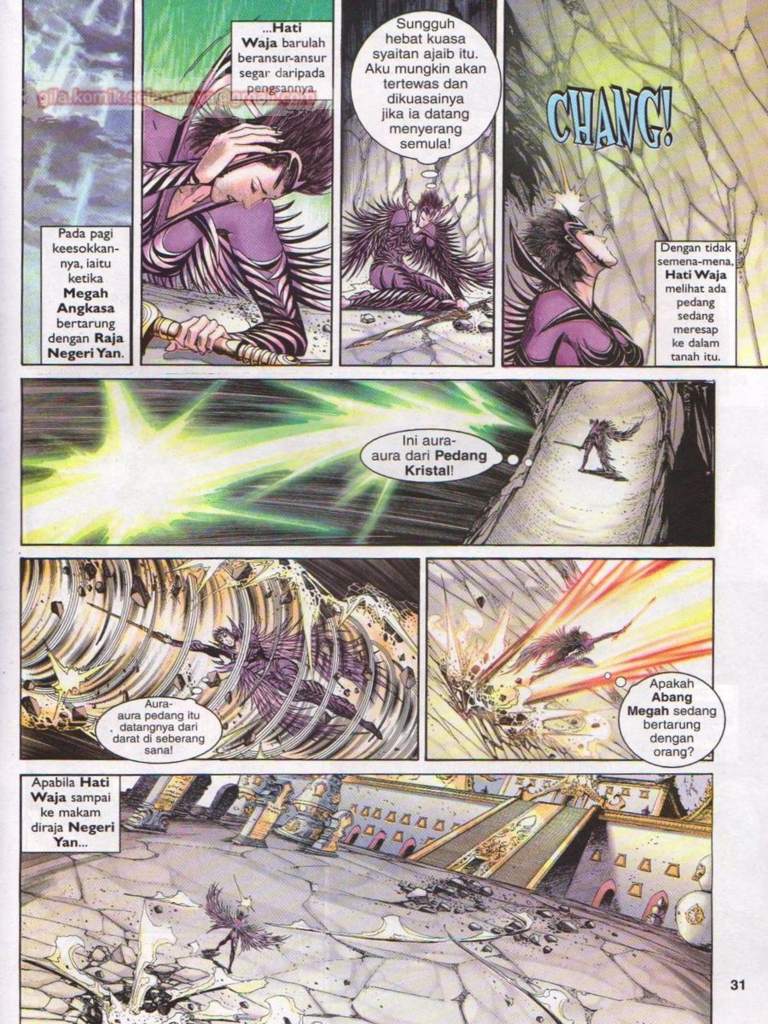 Pada pagi
keesokkan-
nya, iaitu
ketika
Megah
Angkasa
bertarung
dengan Raja
Negeri Yan.
...Hati
Waja barulah
beransur-ansur
segar daripada
pengsannya.
Sungguh
hebat kuasa
syaitan ajaib itu.
Aku mungkin akan
tertewas dan
dikuasainya
jika ia datang
menyerang
semula!
CHANG!
Dengan tidak
semena-mena,
Hati Waja
melihat ada
pedang
sedang
meresap
ke dalam
tanah itu.
Ini aura-
aura dari Pedang
Kristal!
Aura-
aura pedang itu
datangnya dari
darat di seberang
sana!
Apakah
Abang
Megah sedang
bertarung
dengan
orang?
Apabila Hati
Waja sampai
ke makam
diraja Negeri
Yan...
31